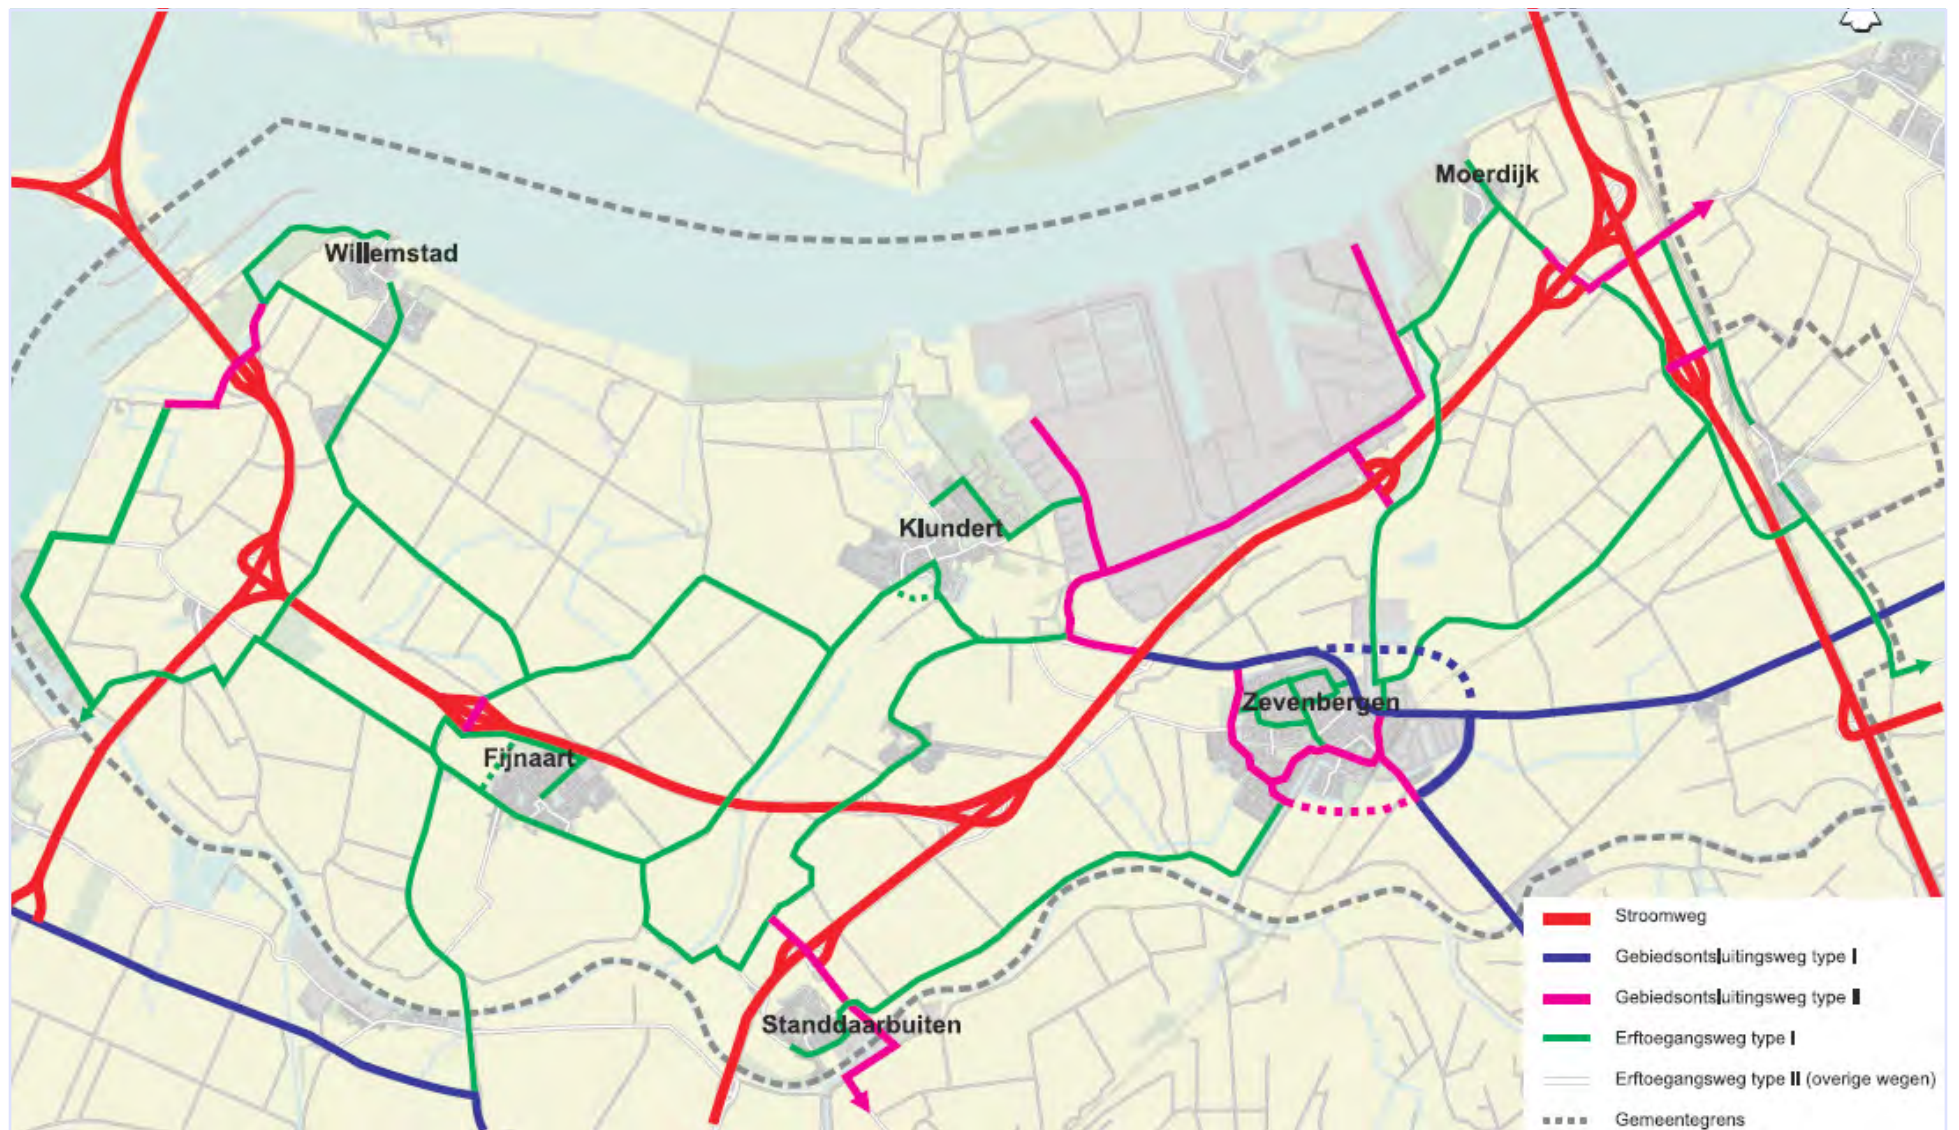 Moerdijk
Willemstad
Klundert
Zevenbergen
Fijnaart
Standdaarbuiten
Stroomweg
Gebiedsontsluitingsweg type I
Gebiedsontsluitingsweg type II
Erftoegangsweg type I
Erftoegangsweg type II (overige wegen)
Gemeentegrens